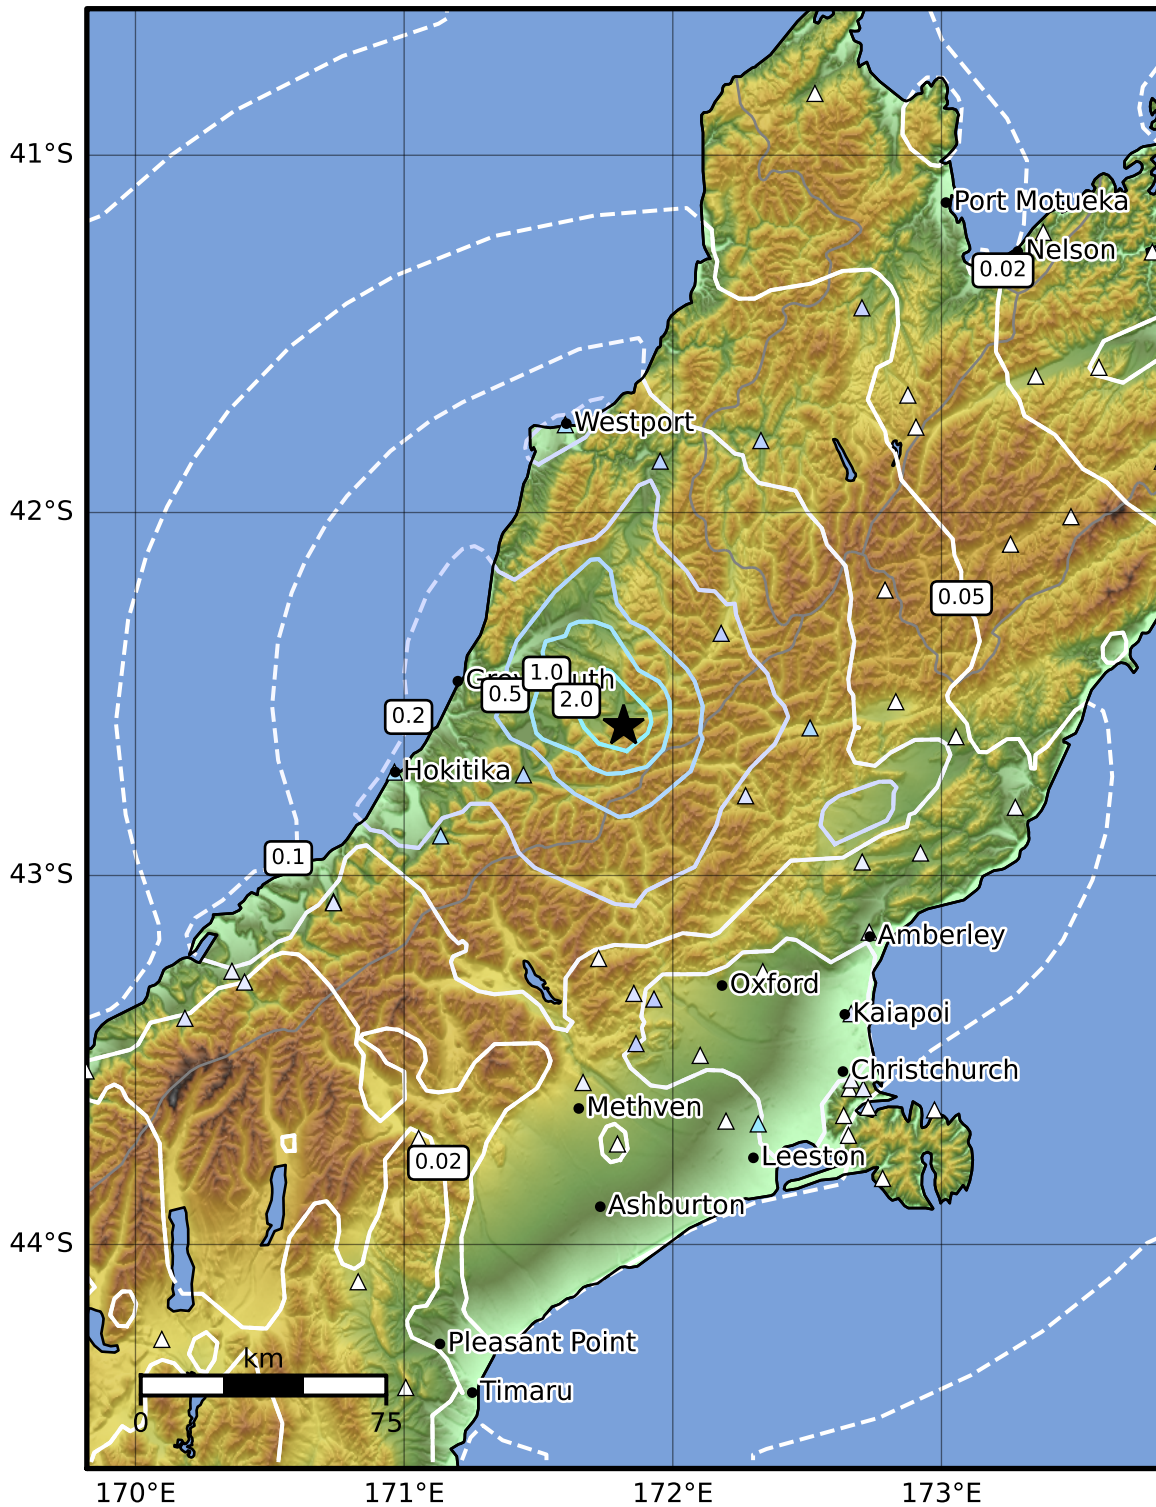 41°S
Port Motueka
Nelson
0.02
Westport
42°S
0.05
1.0
0.5
2.0
0.2
Hokitika
0.1
43°S
Amberley
Oxford
Kaiapoi
Christchurch
Methven
0.02
Leeston
Ashburton
44°S
Pleasant Point
km
Timaru
0 75
170°E 171°E 172°E 173°E